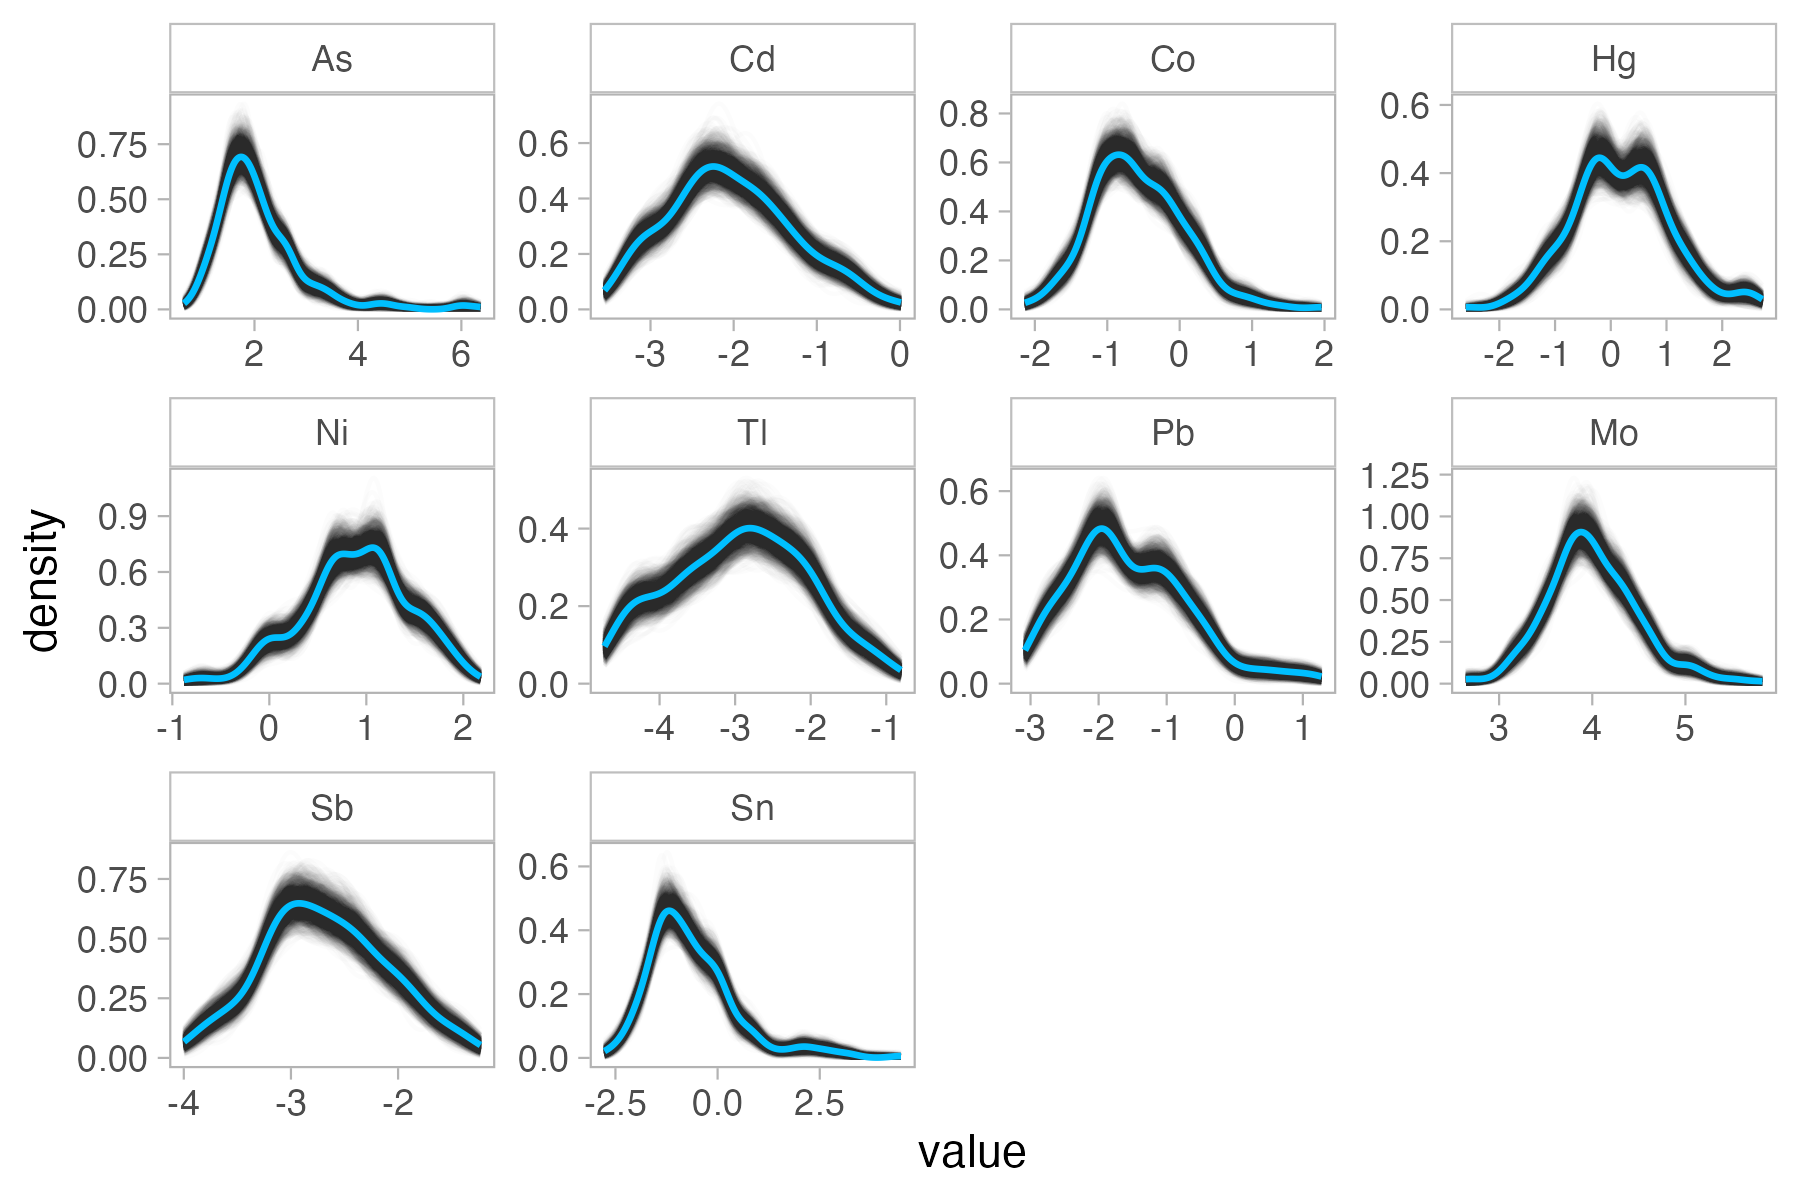 As Cd Co Hg
0.75 0.50 0.25 0.00
0.6 0.4 0.2 0.0
0.8 0.6 0.4 0.2 0.0
0.6 0.4 0.2 0.0
2 4 6
-3 -2 -1 0
-2 -1 0 1 2
-2 -1 0 1 2
Ni Tl Pb Mo
0.9 0.6 0.3 0.0
0.4 0.2 0.0
0.6 0.4 0.2 0.0
1.25 1.00 0.75 0.50 0.25 0.00
-1 0 1 2
-4 -3 -2 -1
-3 -2 -1 0 1
3 4 5
Sb Sn
0.75 0.50 0.25 0.00
0.6 0.4 0.2 0.0
-4 -3 -2
-2.5 0.0 2.5
density
value